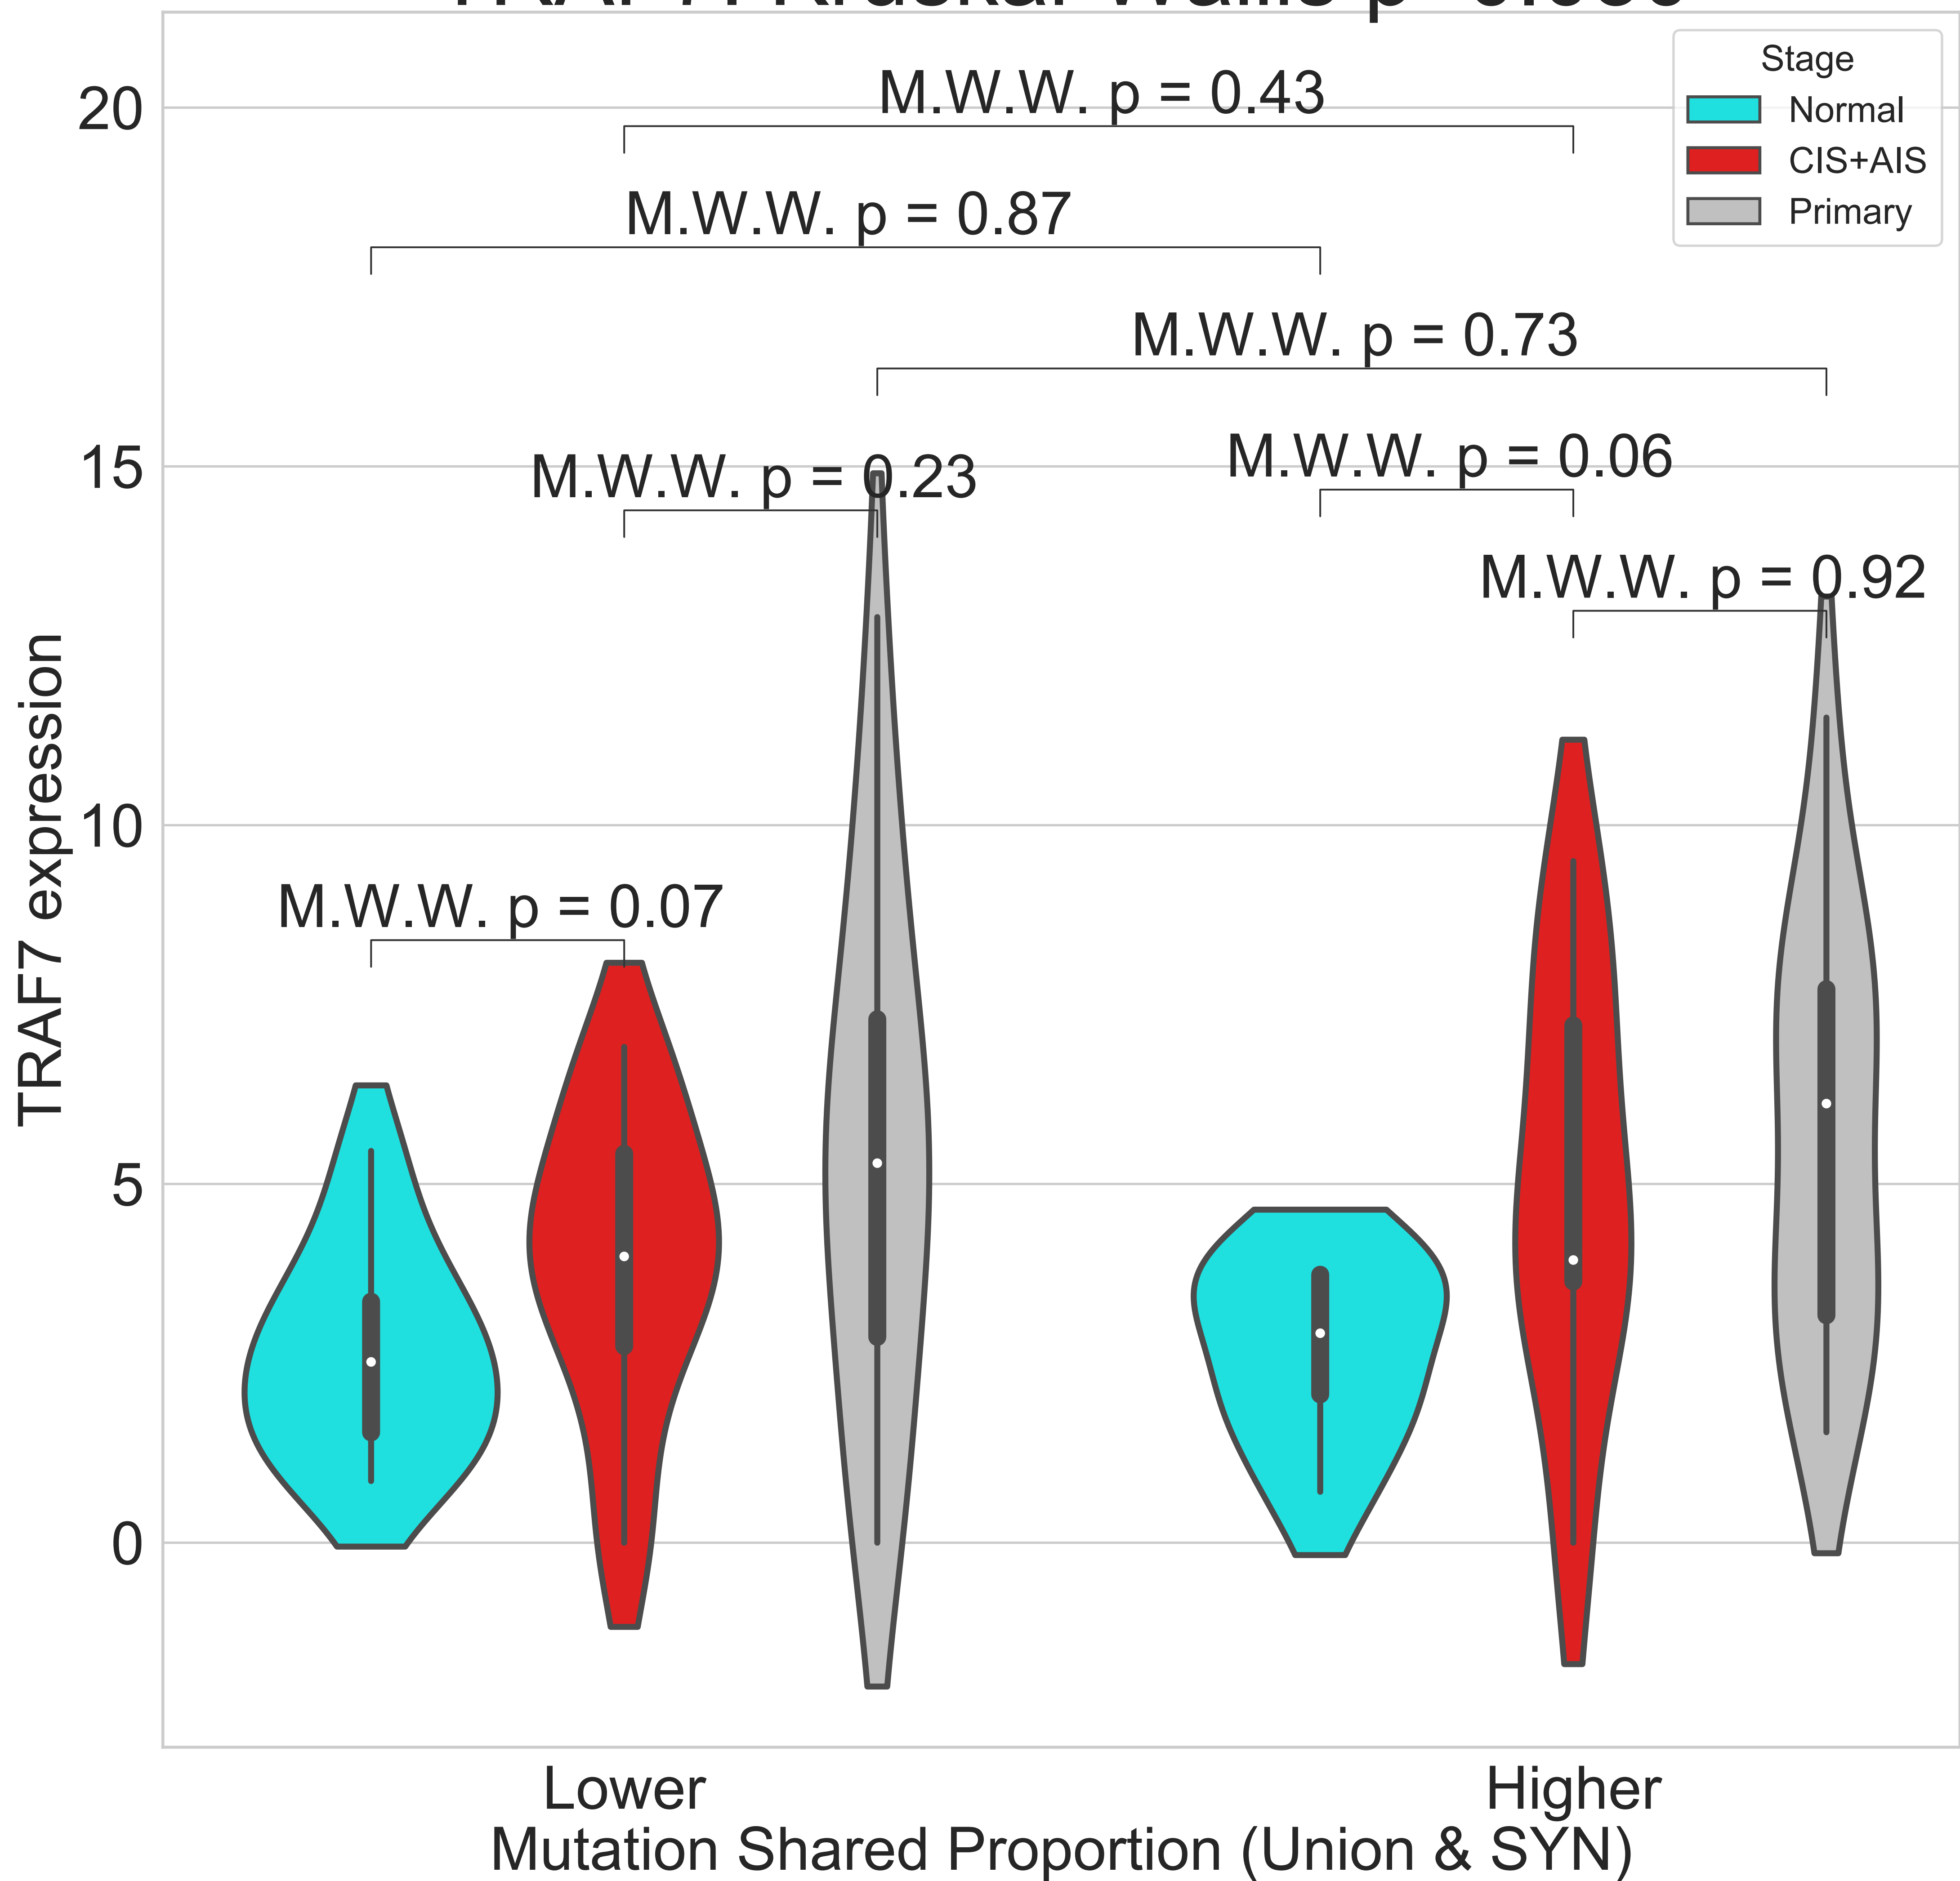 Stage
Normal
CIS+AIS
Primary
M.W.W. p = 0.43
M.W.W. p = 0.87
M.W.W. p = 0.73
M.W.W. p = 0.23
M.W.W. p = 0.06
M.W.W. p = 0.92
M.W.W. p = 0.07
20
15
10
5
0
TRAF7 expression
Lower
Higher
Mutation Shared Proportion (Union & SYN)